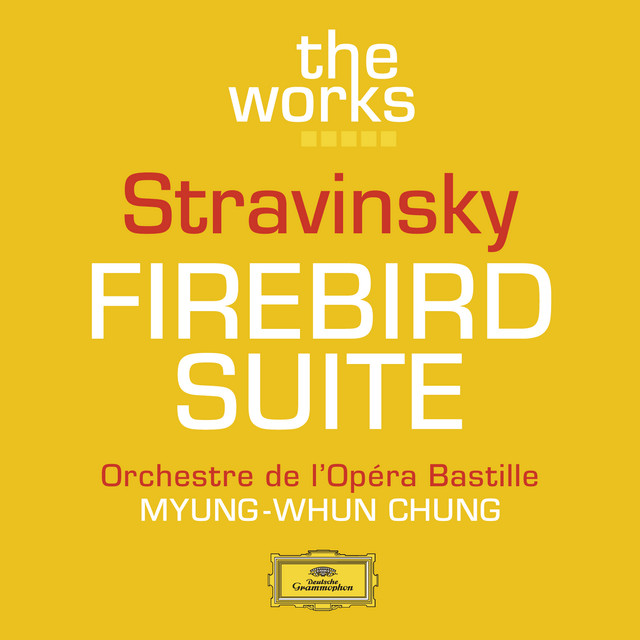 the
works
Stravinsky
FIREBIRD
SUITE
Orchestre de l'Opéra Bastille
MYUNG-WHUN CHUNG
Deutsche
Grammophon